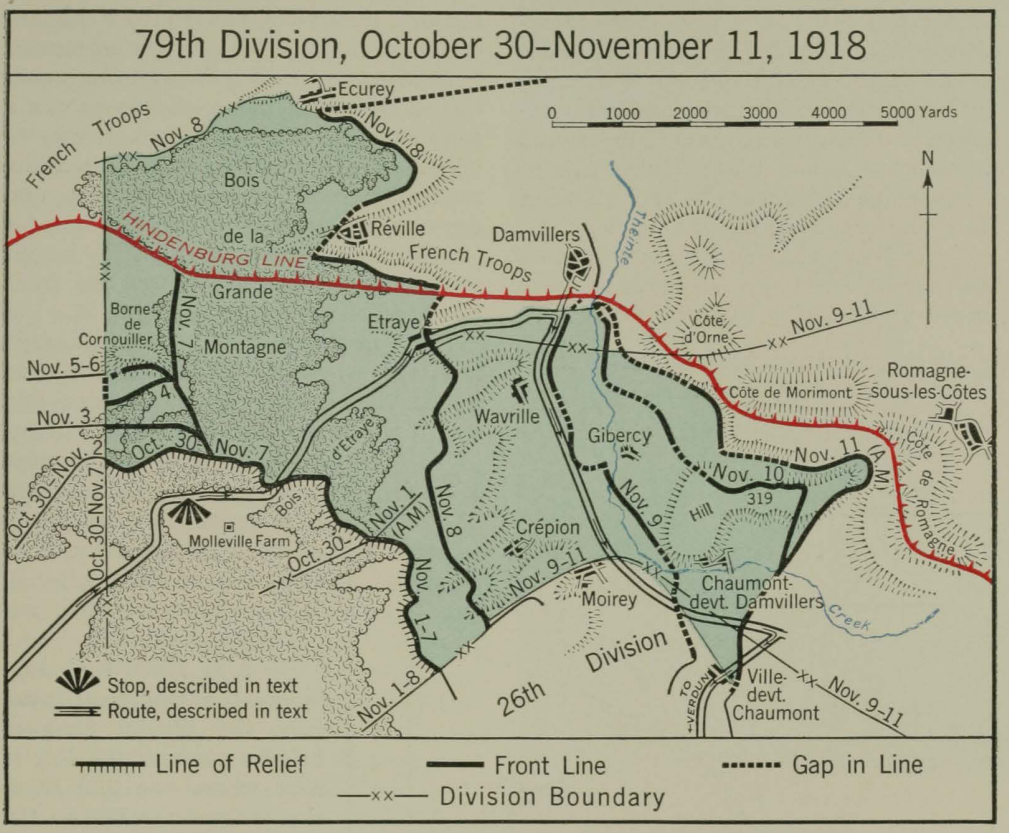 79th Division, October 30–November 11, 1918
Ecurey
0 1000 2000 3000 4000 5000 Yards
French Troops
Nov. 8
Nov. 8
N
Bois
de la
Grande
Montagne
HINDENBURG LINE
Réville
French Troops
Damvillers
Theinte
Creek
Borne
de
Cornouiller
Nov. 7
Etraye
Côte
d'Orne
Nov. 9-11
Nov. 5-6
4
Nov. 3
Oct. 30-
Nov. 7
Oct. 30-Nov. 2
Oct. 30-Nov. 7
Wavrille
Côte de Morimont
Romagne-
sous-les-Côtes
Côte de Romagne
Gibercy
Nov. 11
(A.M.)
Nov. 10
Hill
319
Nov. 9
Bois
d'Etraye
Nov. 8
Molleville Farm
Oct. 30-
Nov. 1
(A.M.)
Nov.
1-7
Crépion
Nov. 9-11
Moirey
Chaumont-
devt. Damvillers
26th Division
Nov. 1-8
TO
←VERDUN
Ville-
devt.
Chaumont
Nov. 9-11
Stop, described in text
Route, described in text
Line of Relief
Front Line
Gap in Line
xx Division Boundary